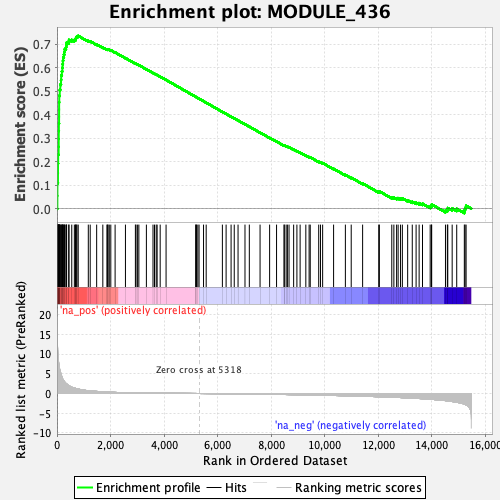 Enrichment plot: MODULE_436
Enrichment score (ES)
0.7
0.6
0.5
0.4
0.3
0.2
0.1
0.0
Ranked list metric (PreRanked)
20
15
10
5
0
-5
-10
'na_pos' (positively correlated)
Zero cross at 5318
'na_neg' (negatively correlated)
0
2,000
4,000
6,000
8,000
10,000
12,000
14,000
16,000
Rank in Ordered Dataset
Enrichment profile
Hits
Ranking metric scores